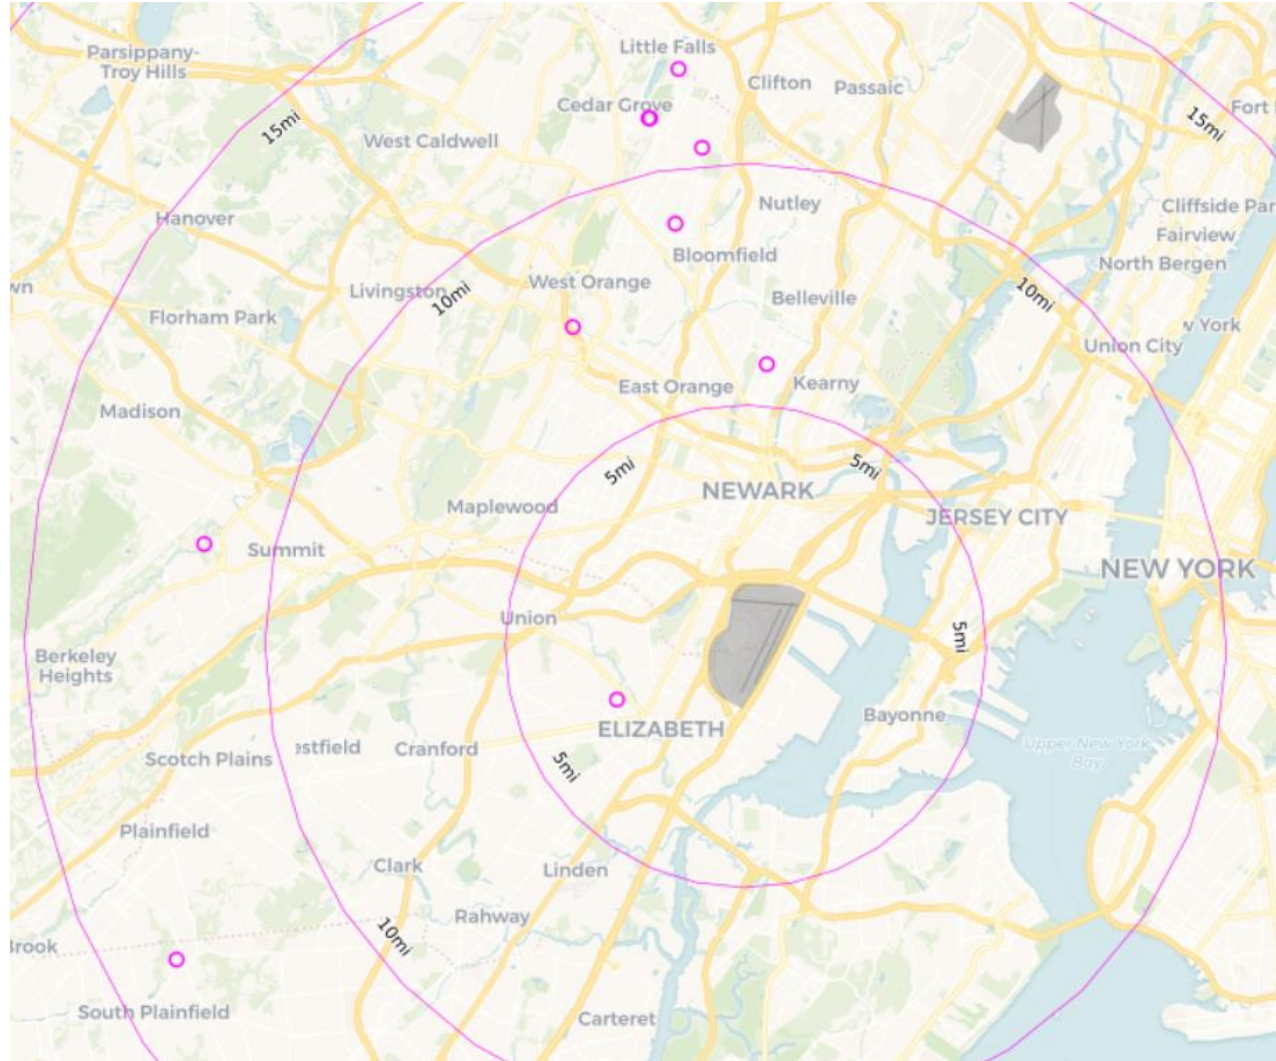 Little Falls
Parsippany-
Troy Hills
Clifton
Passaic
Cedar Grove
Fort
15mi
15mi
West Caldwell
Nutley
Hanover
Cliffside Par
Fairview
Bloomfield
North Bergen
West Orange
wn
Livingston
10mi
Belleville
10mi
Florham Park
w York
Union City
East Orange
Kearny
Madison
5mi
5mi
NEWARK
Maplewood
JERSEY CITY
Summit
NEW YORK
Union
5mi
Berkeley
Heights
Bayonne
ELIZABETH
estfield
Cranford
Scotch Plains
Upper New York
Bay
5mi
Plainfield
Clark
Linden
Rahway
10mi
Brook
South Plainfield
Carteret